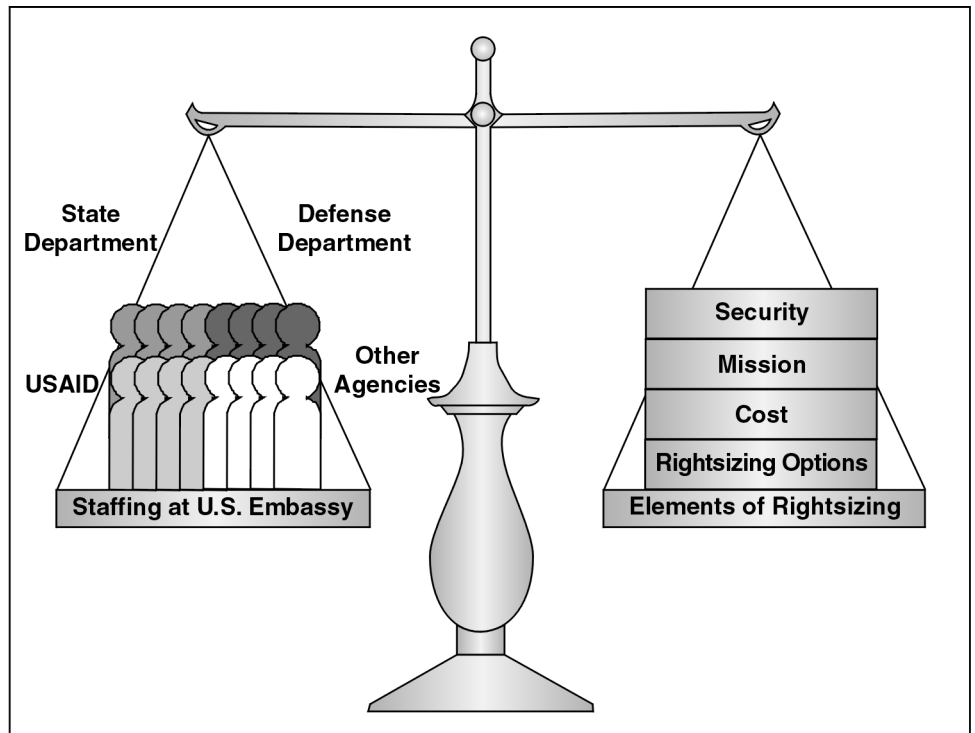 State
Department
Defense
Department
USAID
Other
Agencies
Staffing at U.S. Embassy
Security
Mission
Cost
Rightsizing Options
Elements of Rightsizing